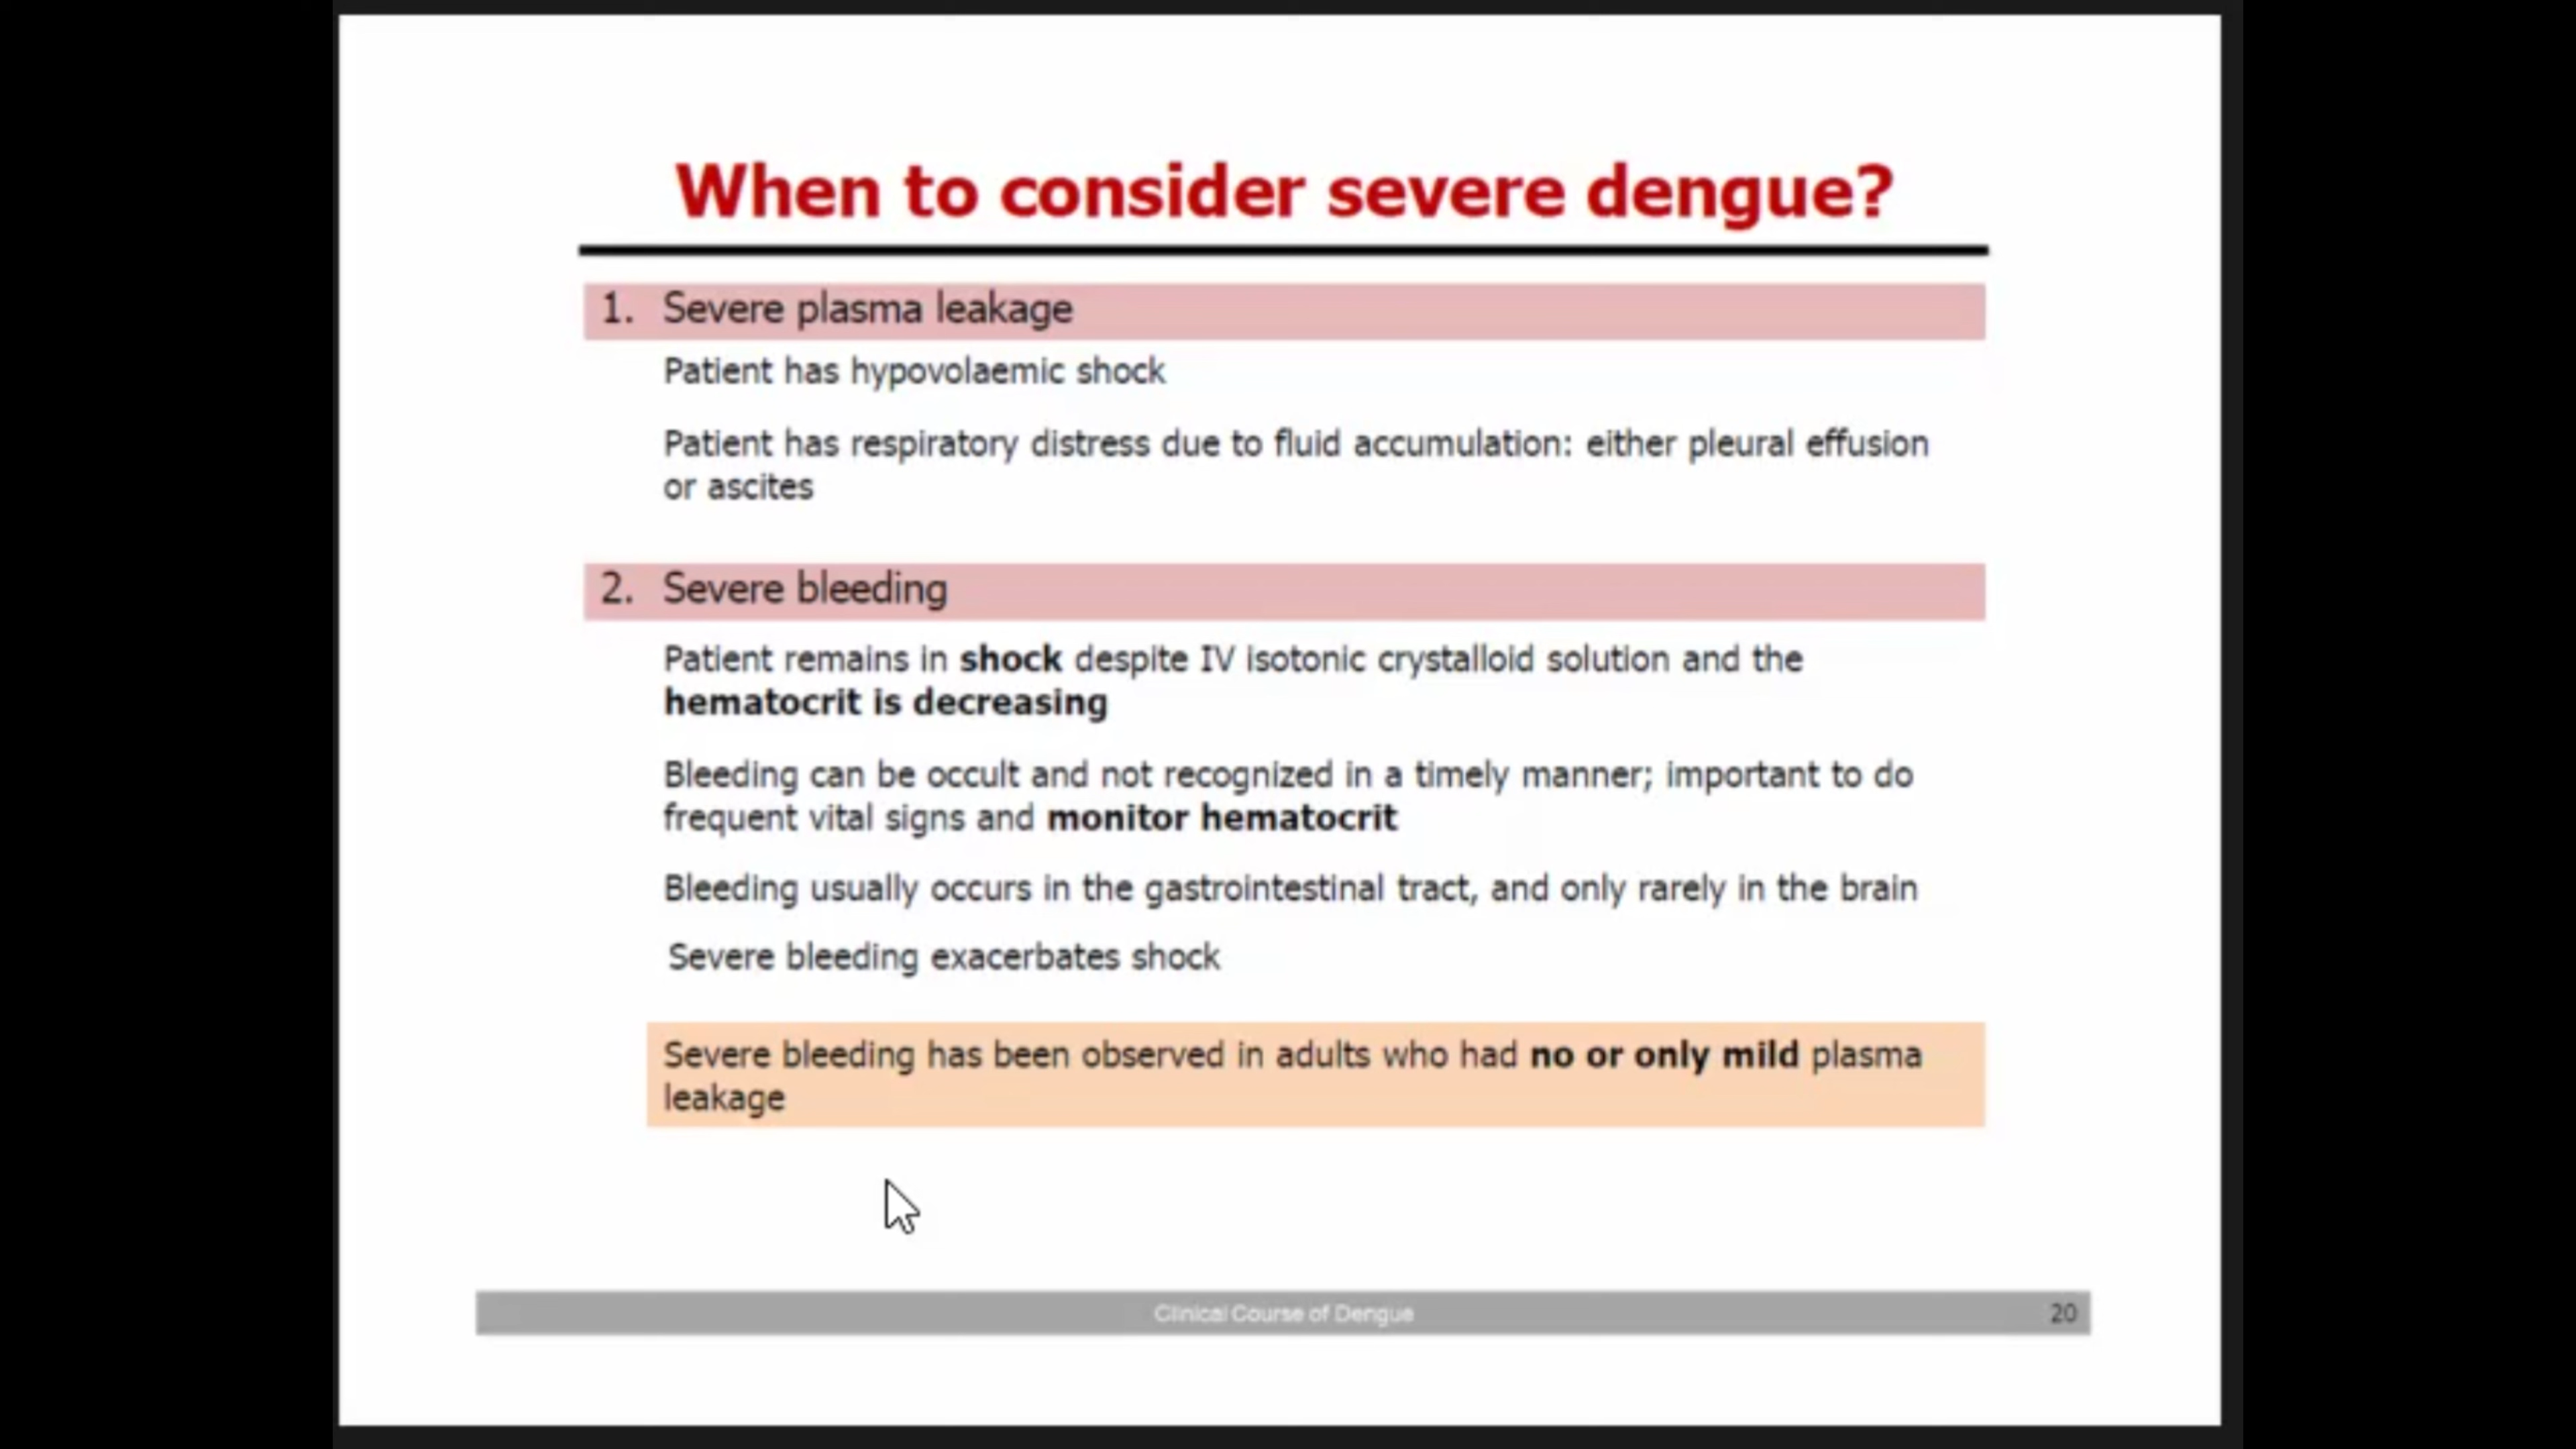 When to consider severe dengue?
1. Severe plasma leakage
Patient has hypovolaemic shock
Patient has respiratory distress due to fluid accumulation: either pleural effusion
or ascites
2. Severe bleeding
Patient remains in shock despite IV isotonic crystalloid solution and the
hematocrit is decreasing
Bleeding can be occult and not recognized in a timely manner; important to do
frequent vital signs and monitor hematocrit
Bleeding usually occurs in the gastrointestinal tract, and only rarely in the brain
Severe bleeding exacerbates shock
Severe bleeding has been observed in adults who had no or only mild plasma
leakage
Clinical Course of Dengue
20